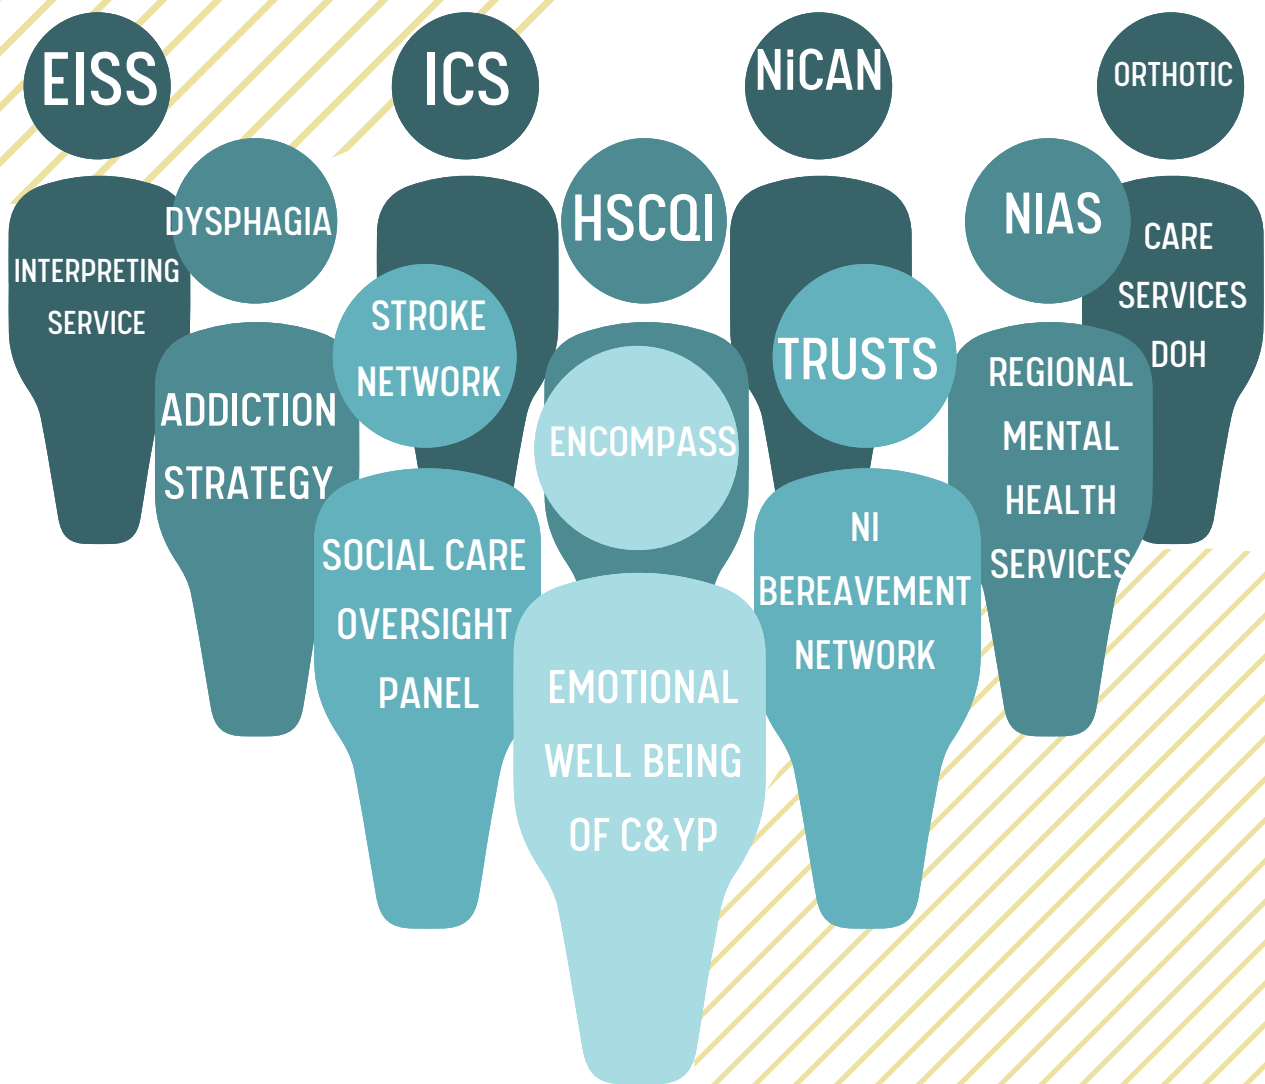 EISS
INTERPRETING
SERVICE
ICS
NiCAN
ORTHOTIC
CARE
SERVICES
DOH
DYSPHAGIA
ADDICTION
STRATEGY
HSCQI
NIAS
REGIONAL
MENTAL
HEALTH
SERVICES
STROKE
NETWORK
SOCIAL CARE
OVERSIGHT
PANEL
TRUSTS
NI
BEREAVEMENT
NETWORK
ENCOMPASS
EMOTIONAL
WELL BEING
OF C&YP